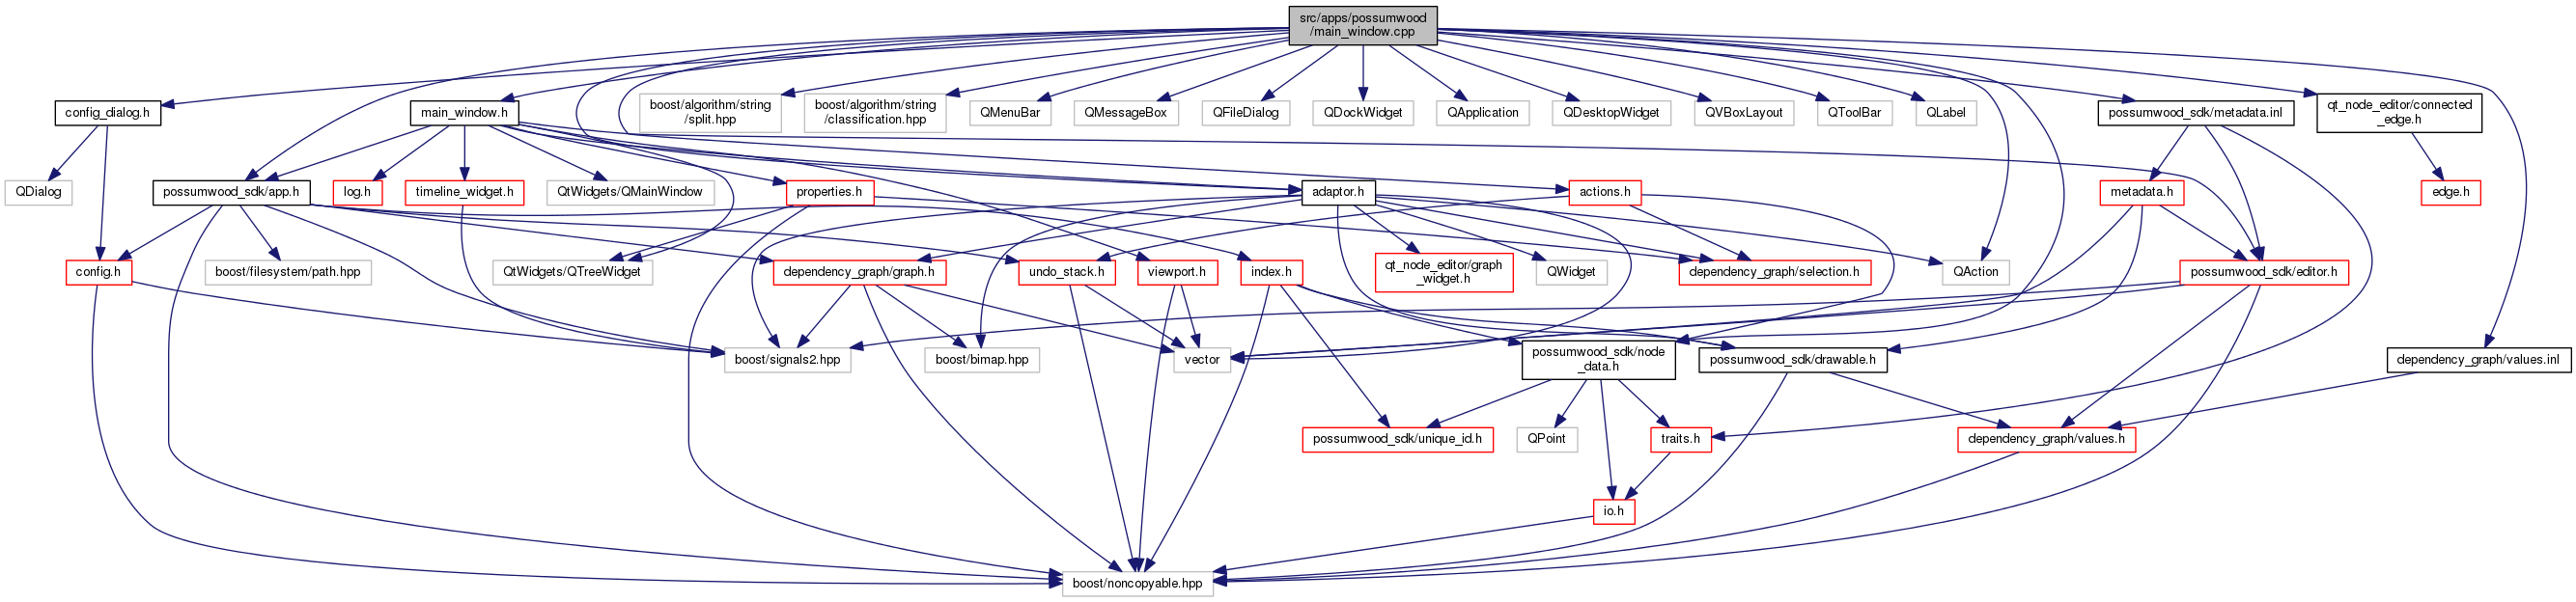 src/apps/possumwood
/main_window.cpp
config_dialog.h
main_window.h
boost/algorithm/string
/split.hpp
boost/algorithm/string
/classification.hpp
QMenuBar
QMessageBox
QFileDialog
QDockWidget
QApplication
QDesktopWidget
QVBoxLayout
QToolBar
QLabel
possumwood_sdk/metadata.inl
qt_node_editor/connected
_edge.h
QDialog
possumwood_sdk/app.h
log.h
timeline_widget.h
QtWidgets/QMainWindow
properties.h
adaptor.h
actions.h
metadata.h
edge.h
config.h
boost/filesystem/path.hpp
QtWidgets/QTreeWidget
dependency_graph/graph.h
undo_stack.h
viewport.h
index.h
qt_node_editor/graph
_widget.h
QWidget
dependency_graph/selection.h
QAction
possumwood_sdk/editor.h
boost/signals2.hpp
boost/bimap.hpp
vector
possumwood_sdk/node
_data.h
possumwood_sdk/drawable.h
dependency_graph/values.inl
possumwood_sdk/unique_id.h
QPoint
traits.h
dependency_graph/values.h
io.h
boost/noncopyable.hpp